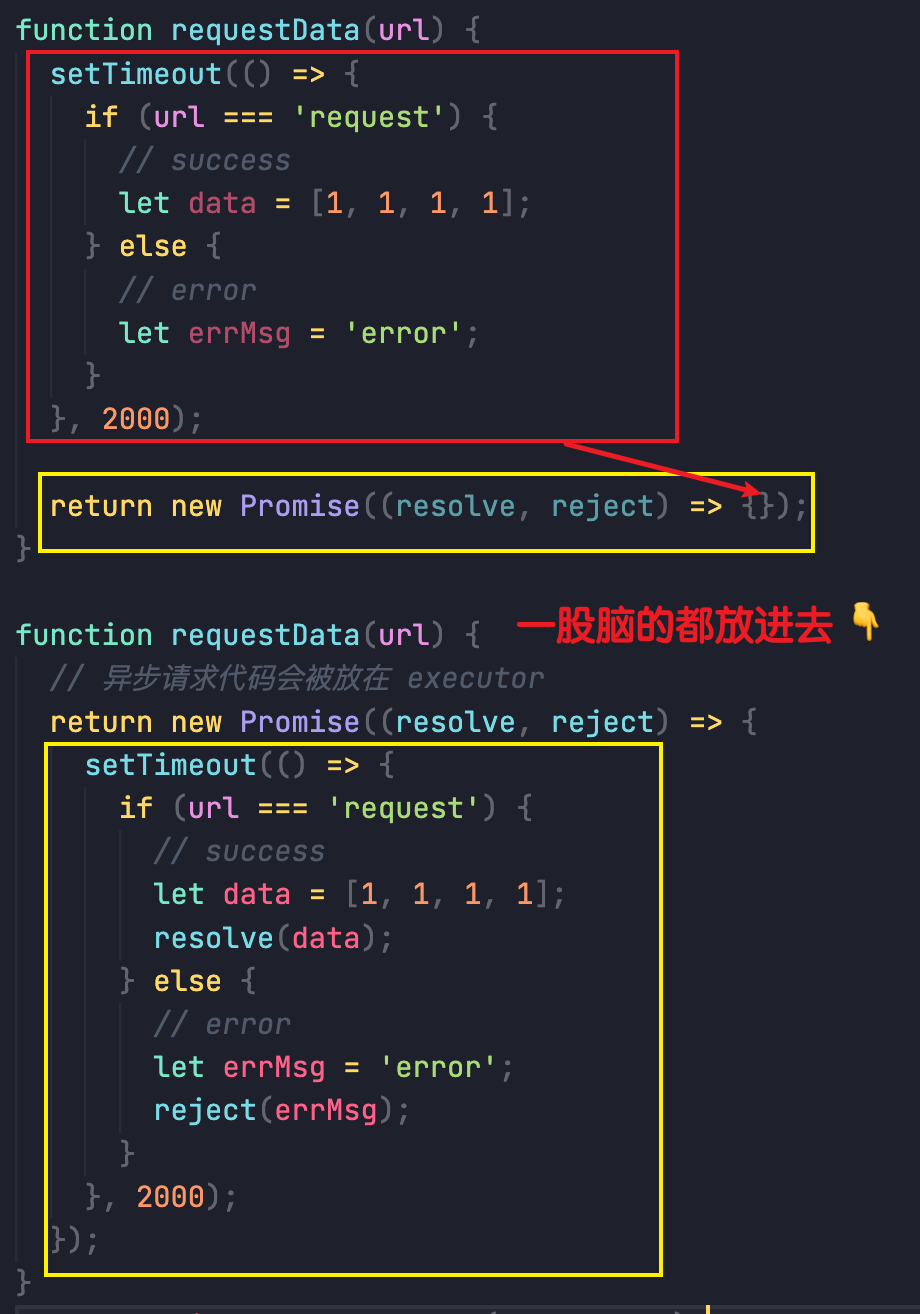 function requestData(url) {
  setTimeout(() => {
    if (url === 'request') {
      // success
      let data = [1, 1, 1, 1];
    } else {
      // error
      let errMsg = 'error';
    }
  }, 2000);
  return new Promise((resolve, reject) => {});
}
一股脑的都放进去 👇
function requestData(url) {
  // 异步请求代码会被放在 executor
  return new Promise((resolve, reject) => {
    setTimeout(() => {
      if (url === 'request') {
        // success
        let data = [1, 1, 1, 1];
        resolve(data);
      } else {
        // error
        let errMsg = 'error';
        reject(errMsg);
      }
    }, 2000);
  });
}